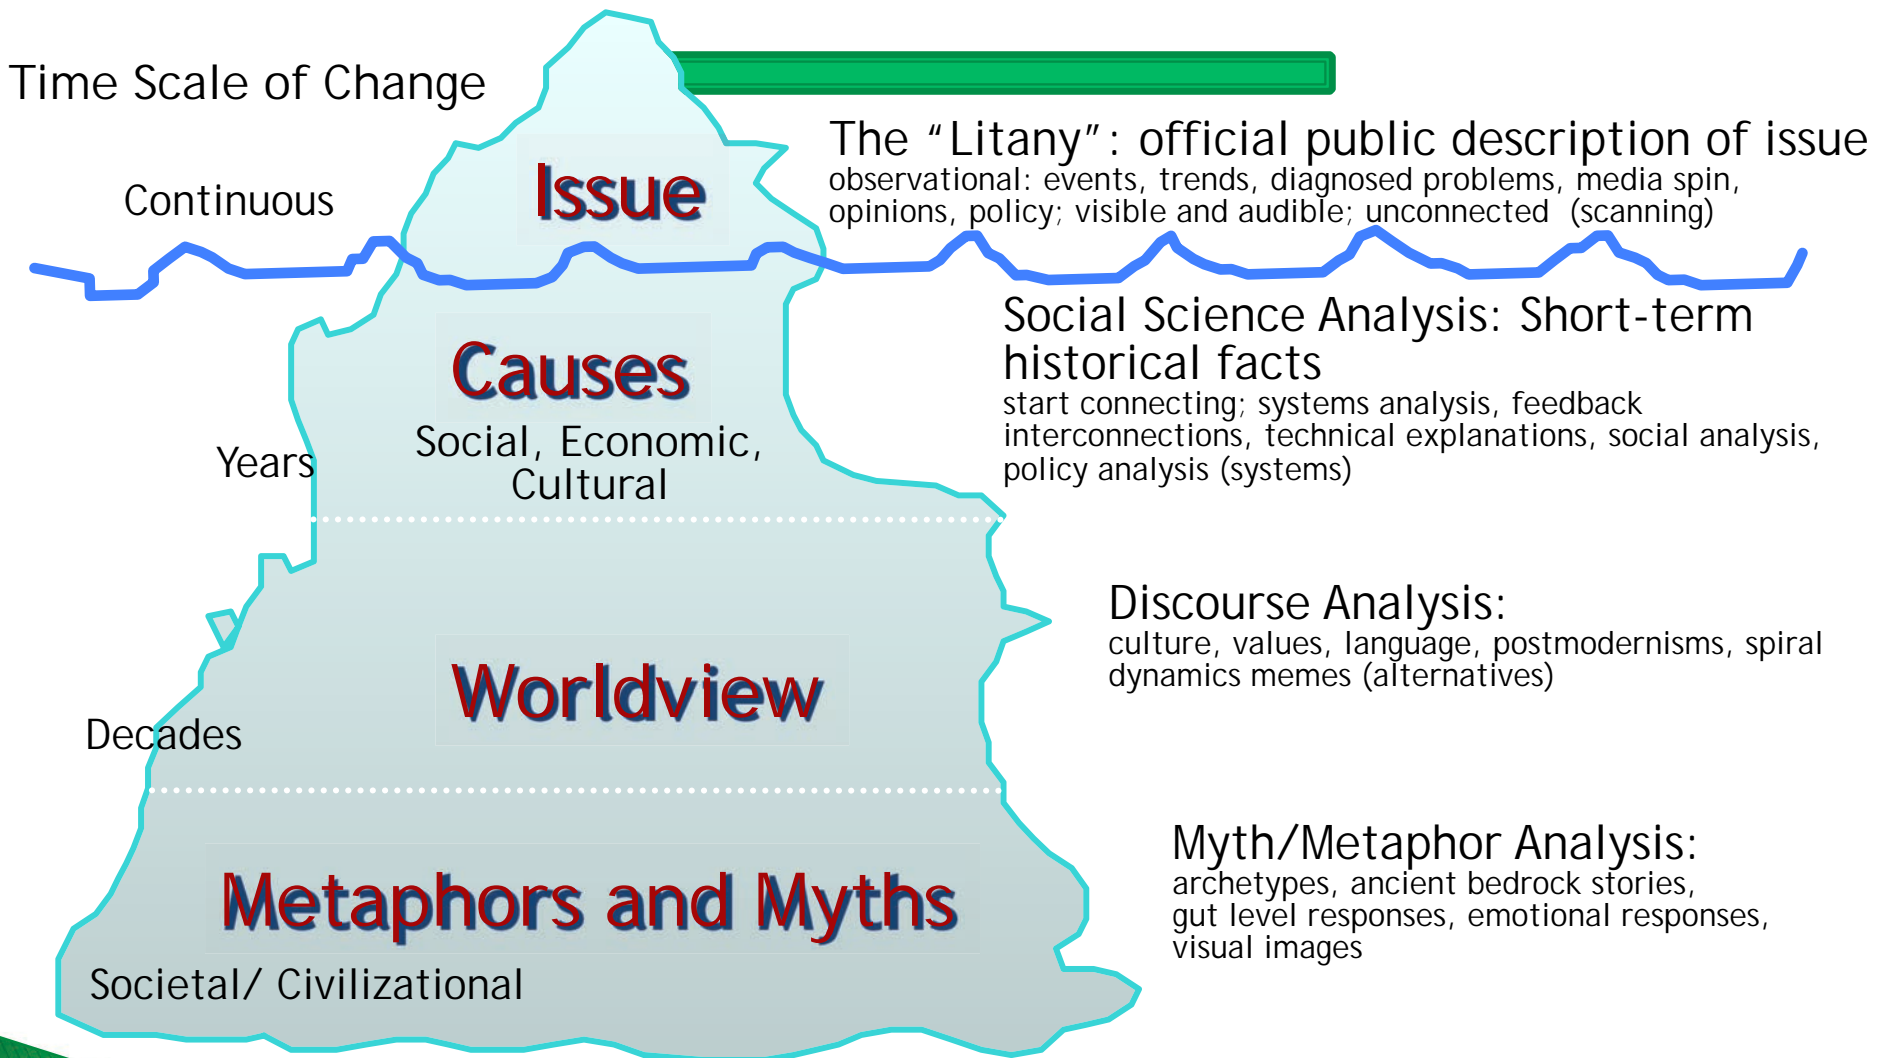 Time Scale of Change
The “Litany”: official public description of issue
observational: events, trends, diagnosed problems, media spin,
opinions, policy; visible and audible; unconnected (scanning)
Continuous
Issue
Social Science Analysis: Short-term
historical facts
start connecting; systems analysis, feedback
interconnections, technical explanations, social analysis,
policy analysis (systems)
Causes
Social, Economic,
Cultural
Years
Discourse Analysis:
culture, values, language, postmodernisms, spiral
dynamics memes (alternatives)
Worldview
Decades
Myth/Metaphor Analysis:
archetypes, ancient bedrock stories,
gut level responses, emotional responses,
visual images
Metaphors and Myths
Societal/ Civilizational